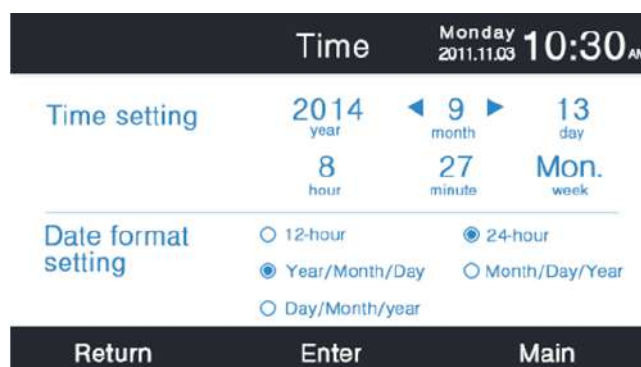 Time
Monday
2011.11.03 10:30 AM
Time setting
2014 ◀ 9 ▶ 13
year month day
8 27 Mon.
hour minute week
Date format
setting
12-hour 24-hour
Year/Month/Day Month/Day/Year
Day/Month/year
Return Enter Main